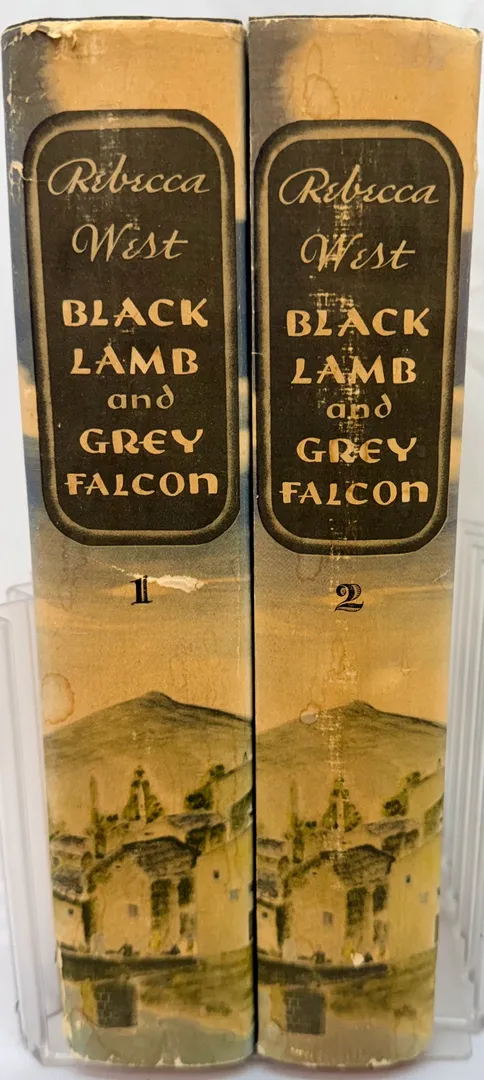 Rebecca
West
BLACK
LAMB
and
GREY
FALCON
1
Rebecca
West
BLACK
LAMB
and
GREY
FALCON
2